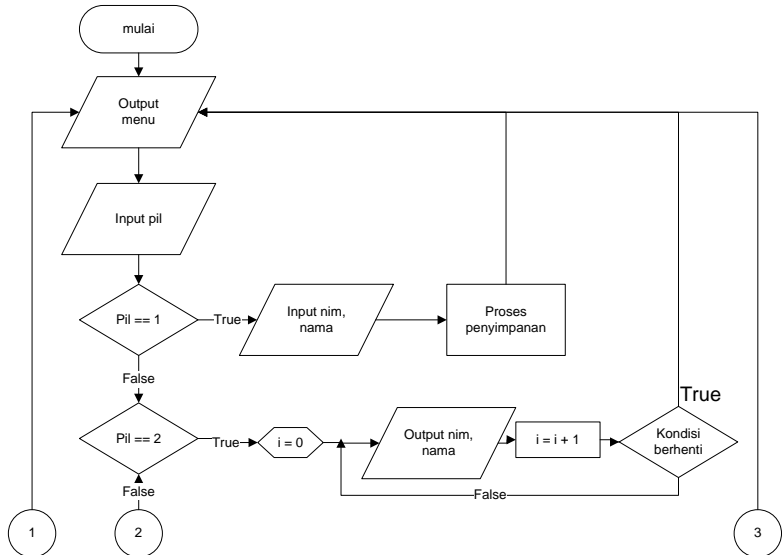 mulai
Output
menu
Input pil
Pil == 1
True
Input nim,
nama
Proses
penyimpanan
False
Pil == 2
True
i = 0
Output nim,
nama
i = i + 1
Kondisi
berhenti
True
False
False
1
2
3